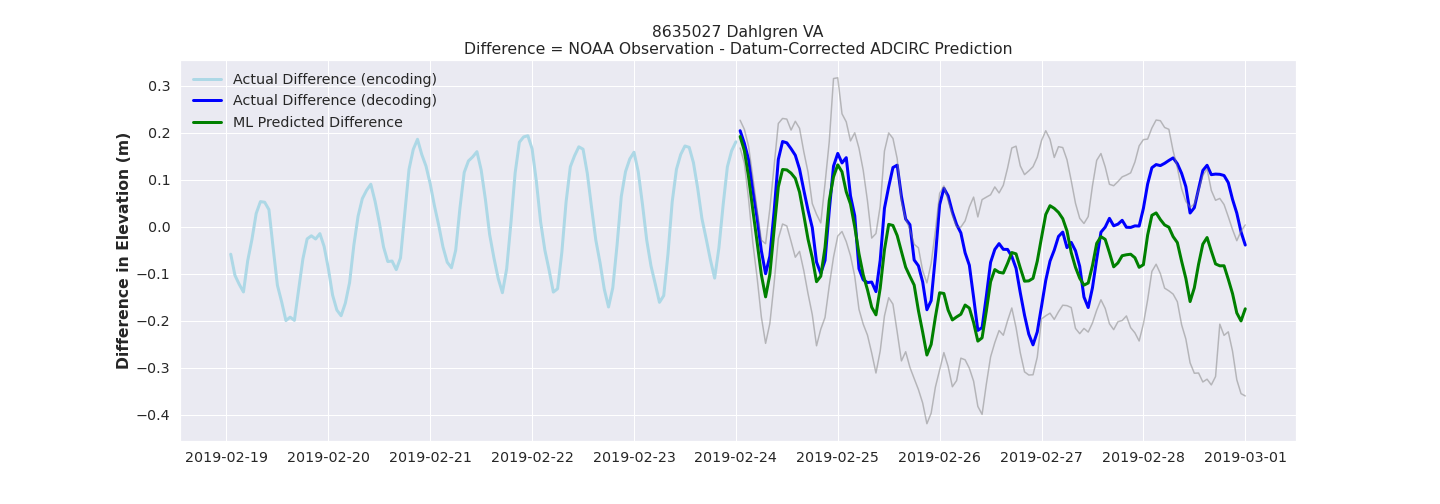 8635027 Dahlgren VA
Difference = NOAA Observation - Datum-Corrected ADCIRC Prediction
Actual Difference (encoding)
Actual Difference (decoding)
ML Predicted Difference
Difference in Elevation (m)
0.3
0.2
0.1
0.0
−0.1
−0.2
−0.3
−0.4
2019-02-19 2019-02-20 2019-02-21 2019-02-22 2019-02-23 2019-02-24 2019-02-25 2019-02-26 2019-02-27 2019-02-28 2019-03-01